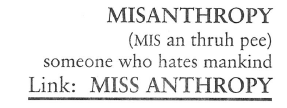 MISANTHROPY
(MIS an thruh pee)
someone who hates mankind
Link: MISS ANTHROPY